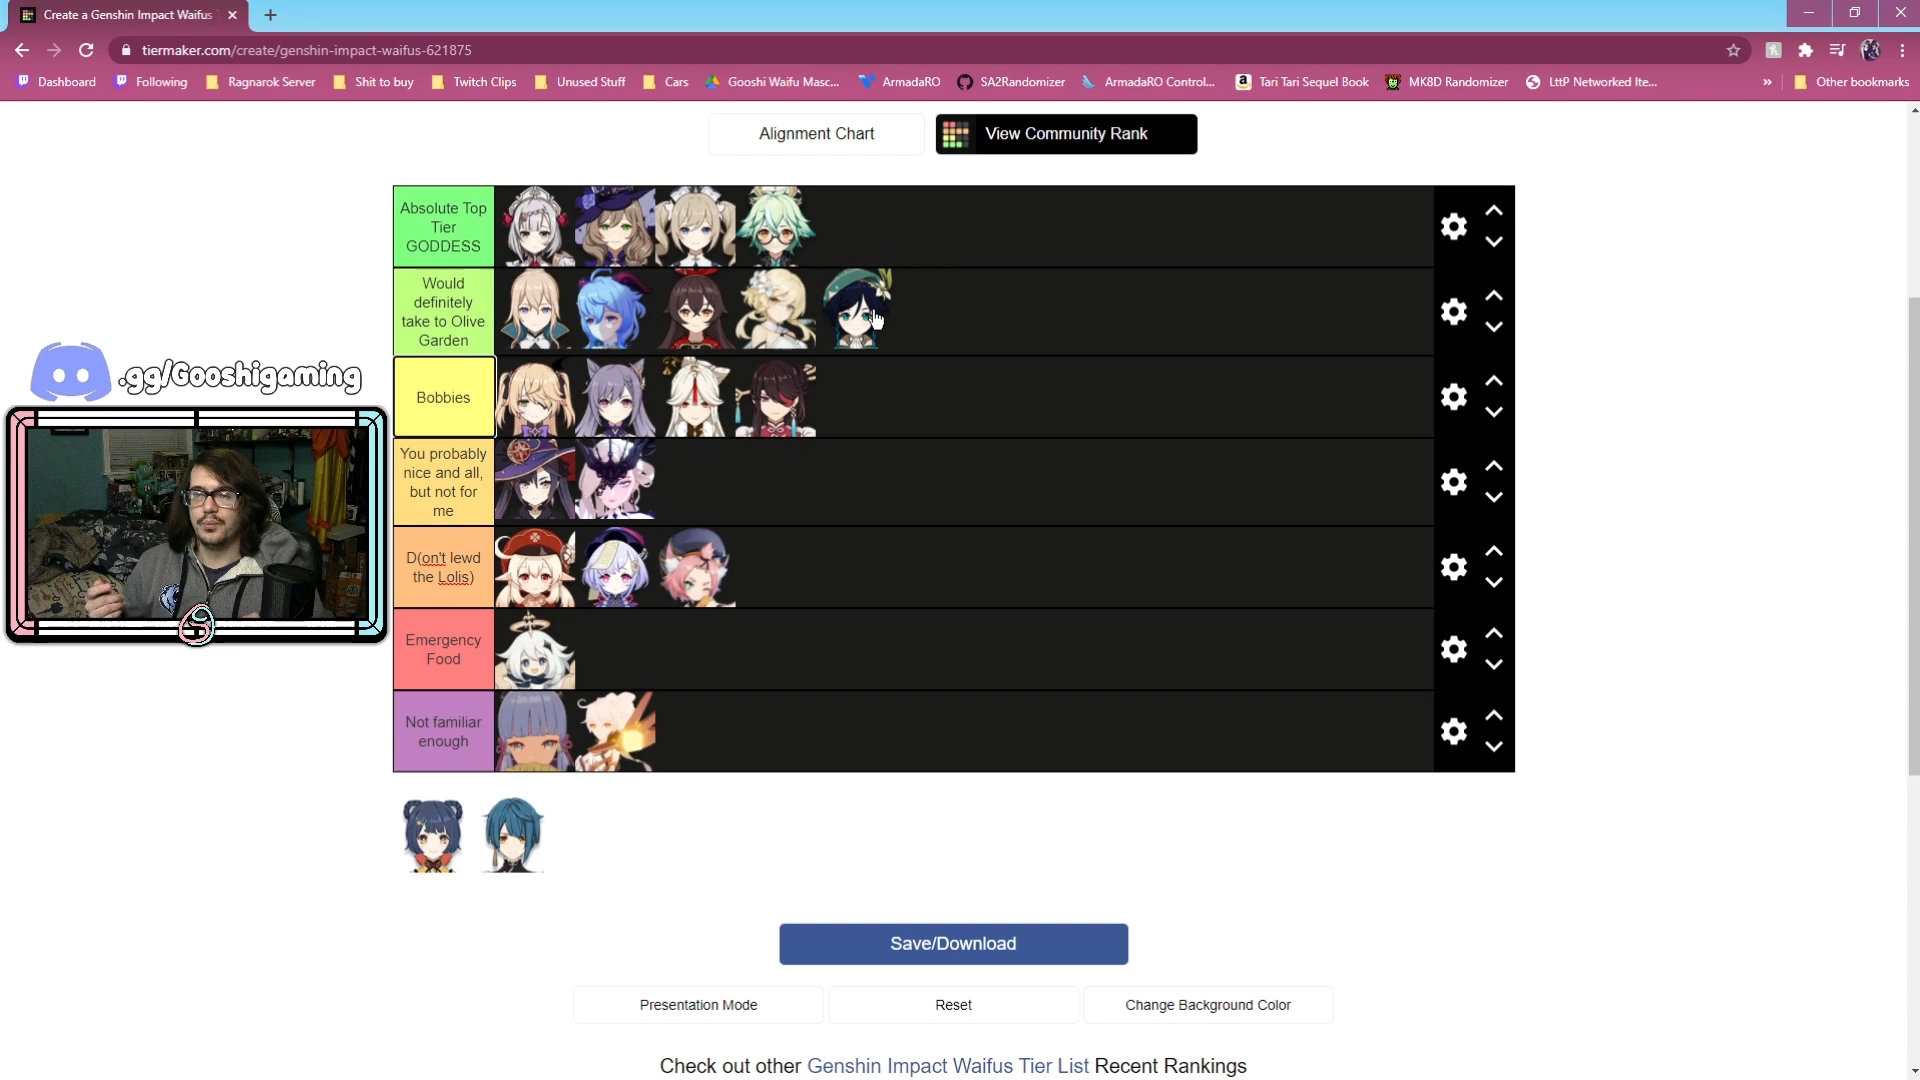 Create a Genshin Impact Waifus
tiermaker.com/create/genshin-impact-waifus-621875
Dashboard Following Ragnarok Server Shit to buy Twitch Clips Unused Stuff Cars Gooshi Waifu Masc... ArmadaRO SA2Randomizer ArmadaRO Control... Tari Tari Sequel Book MK8D Randomizer LttP Networked Ite... » Other bookmarks
Alignment Chart View Community Rank
Absolute Top
Tier
GODDESS
Would
definitely
take to Olive
Garden
.gg/Gooshigaming
Bobbies
You probably
nice and all,
but not for
me
D(on't lewd
the Lolis)
Emergency
Food
Not familiar
enough
Save/Download
Presentation Mode Reset Change Background Color
Check out other Genshin Impact Waifus Tier List Recent Rankings